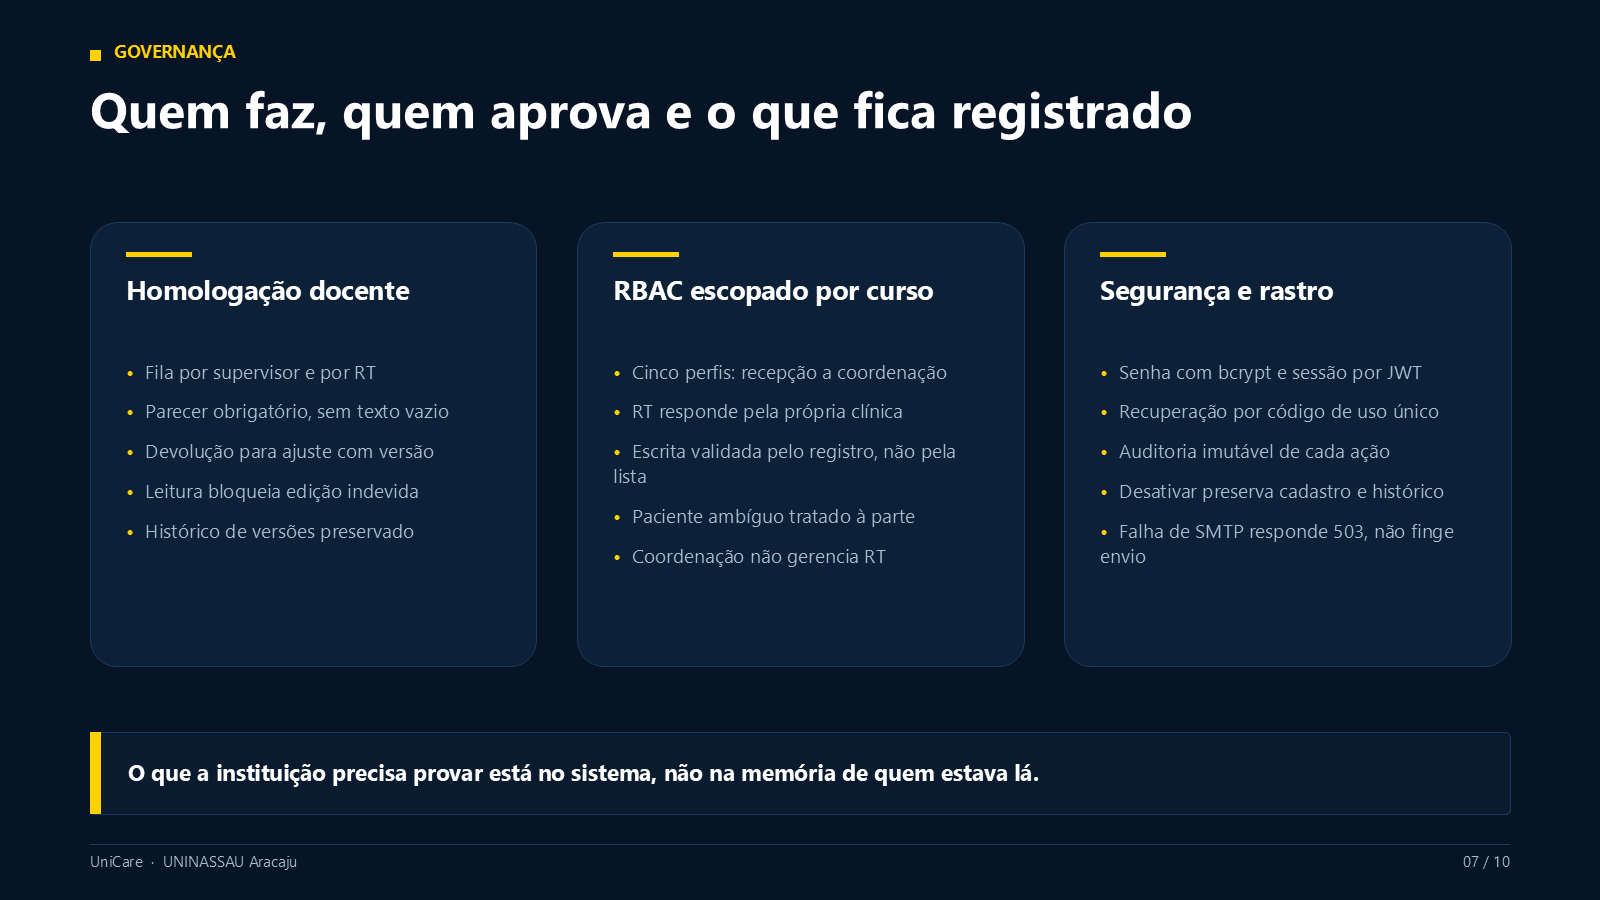 GOVERNANÇA
Quem faz, quem aprova e o que fica registrado
Homologação docente
• Fila por supervisor e por RT
• Parecer obrigatório, sem texto vazio
• Devolução para ajuste com versão
• Leitura bloqueia edição indevida
• Histórico de versões preservado
RBAC escopado por curso
• Cinco perfis: recepção a coordenação
• RT responde pela própria clínica
• Escrita validada pelo registro, não pela
lista
• Paciente ambíguo tratado à parte
• Coordenação não gerencia RT
Segurança e rastro
• Senha com bcrypt e sessão por JWT
• Recuperação por código de uso único
• Auditoria imutável de cada ação
• Desativar preserva cadastro e histórico
• Falha de SMTP responde 503, não finge
envio
O que a instituição precisa provar está no sistema, não na memória de quem estava lá.
UniCare · UNINASSAU Aracaju
07 / 10